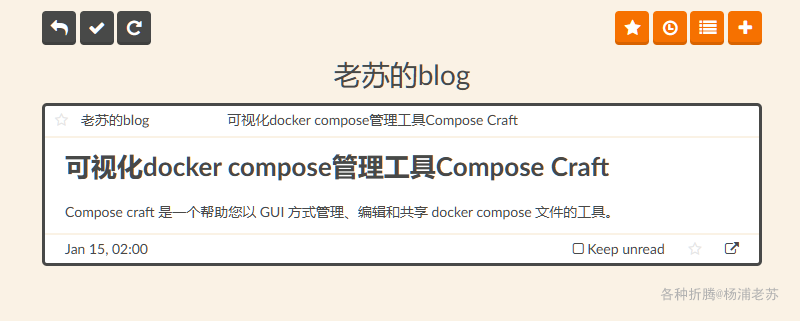 老苏的blog
老苏的blog 可视化docker compose管理工具Compose Craft
可视化docker compose管理工具Compose Craft
Compose craft 是一个帮助您以 GUI 方式管理、编辑和共享 docker compose 文件的工具。
Jan 15, 02:00 Keep unread
各种折腾@杨浦老苏